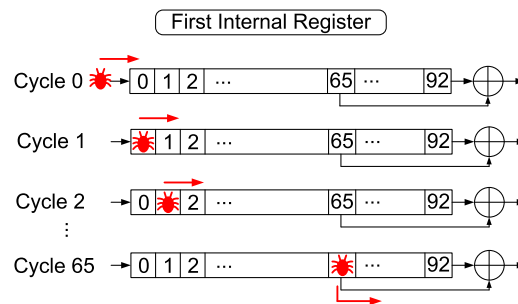 First Internal Register
Cycle 0 0 1 2 ... 65 ... 92
Cycle 1 1 2 ... 65 ... 92
Cycle 2 0 2 ... 65 ... 92
⋮
Cycle 65 0 1 2 ... 92